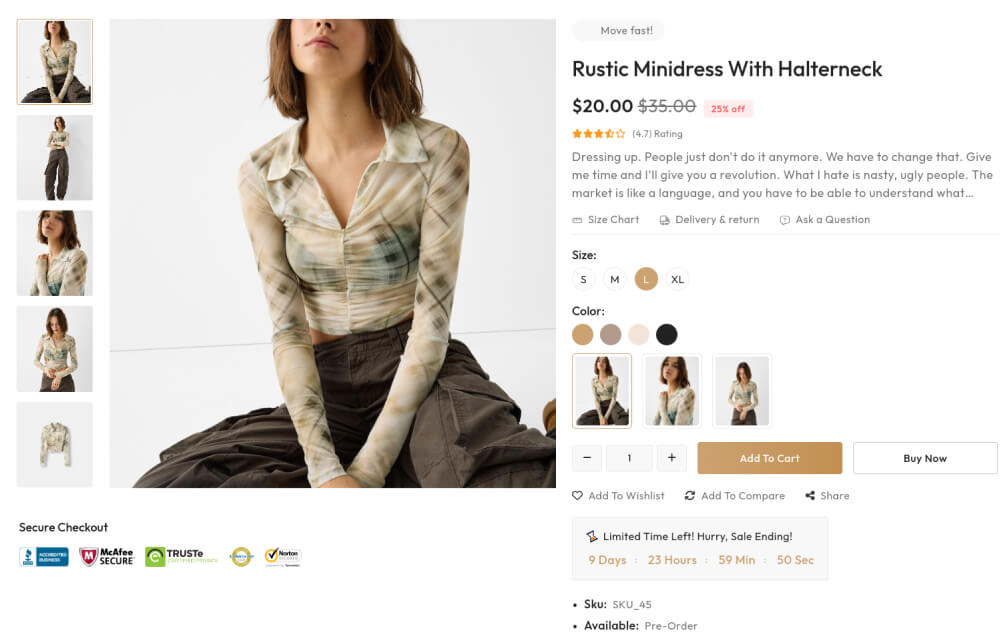 Move fast!
Rustic Minidress With Halterneck
$20.00 $35.00 25% off
(4.7) Rating
Dressing up. People just don't do it anymore. We have to change that. Give
me time and I'll give you a revolution. What I hate is nasty, ugly people. The
market is like a language, and you have to be able to understand what...
Size Chart Delivery & return Ask a Question
Size:
S M L XL
Color:
− 1 +
Add To Cart
Buy Now
Add To Wishlist Add To Compare Share
Limited Time Left! Hurry, Sale Ending!
9 Days : 23 Hours : 59 Min : 50 Sec
Sku: SKU_45
Available: Pre-Order
Secure Checkout
BBB ACCREDITED BUSINESS
McAfee SECURE
TRUSTe
CERTIFIED PRIVACY
Norton